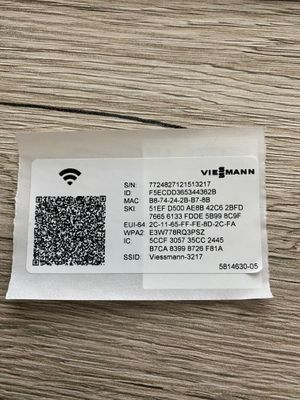 VIESMANN
S/N: 7724827121513217
ID: F5ECDD365344362B
MAC B8-74-24-2B-B7-8B
SKI: 51EF D500 AE8B 42C6 2BFD
7665 6133 FDDE 5B99 8C9F
EUI-64: 2C-11-65-FF-FE-8D-2C-FA
WPA2: E3W778RQ3PSZ
IC: 5CCF 3057 35CC 2445
B7CA 8399 8726 F81A
SSID: Viessmann-3217
5814630-05